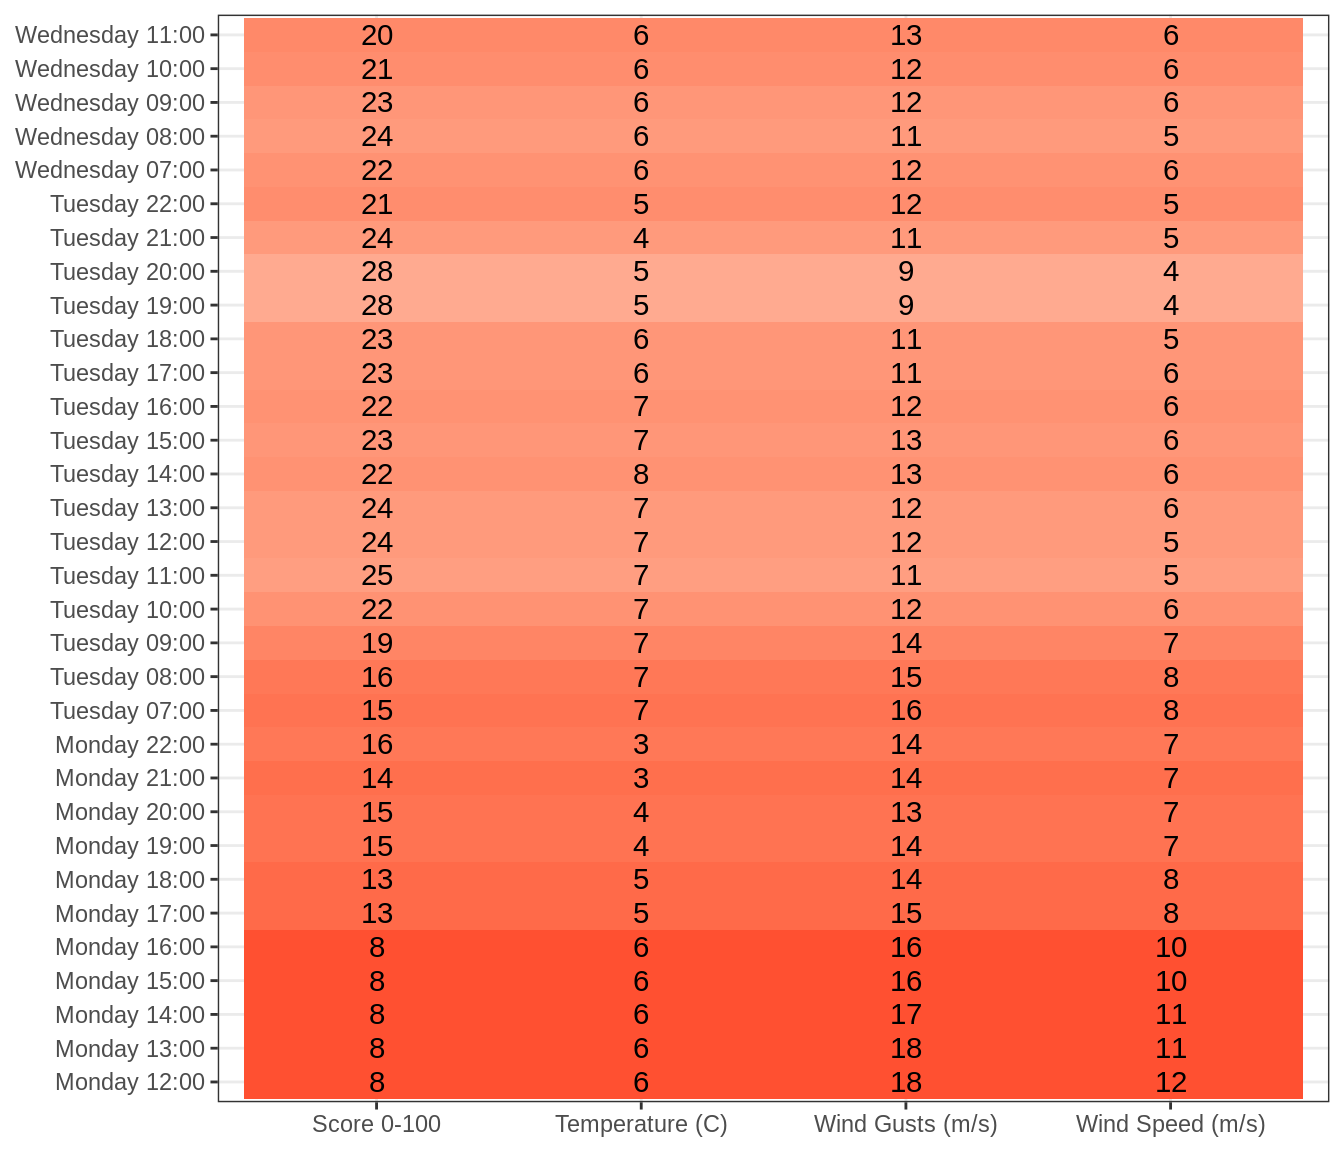 Wednesday 11:00 20 6 13 6
Wednesday 10:00 21 6 12 6
Wednesday 09:00 23 6 12 6
Wednesday 08:00 24 6 11 5
Wednesday 07:00 22 6 12 6
Tuesday 22:00 21 5 12 5
Tuesday 21:00 24 4 11 5
Tuesday 20:00 28 5 9 4
Tuesday 19:00 28 5 9 4
Tuesday 18:00 23 6 11 5
Tuesday 17:00 23 6 11 6
Tuesday 16:00 22 7 12 6
Tuesday 15:00 23 7 13 6
Tuesday 14:00 22 8 13 6
Tuesday 13:00 24 7 12 6
Tuesday 12:00 24 7 12 5
Tuesday 11:00 25 7 11 5
Tuesday 10:00 22 7 12 6
Tuesday 09:00 19 7 14 7
Tuesday 08:00 16 7 15 8
Tuesday 07:00 15 7 16 8
Monday 22:00 16 3 14 7
Monday 21:00 14 3 14 7
Monday 20:00 15 4 13 7
Monday 19:00 15 4 14 7
Monday 18:00 13 5 14 8
Monday 17:00 13 5 15 8
Monday 16:00 8 6 16 10
Monday 15:00 8 6 16 10
Monday 14:00 8 6 17 11
Monday 13:00 8 6 18 11
Monday 12:00 8 6 18 12
Score 0-100 Temperature (C) Wind Gusts (m/s) Wind Speed (m/s)